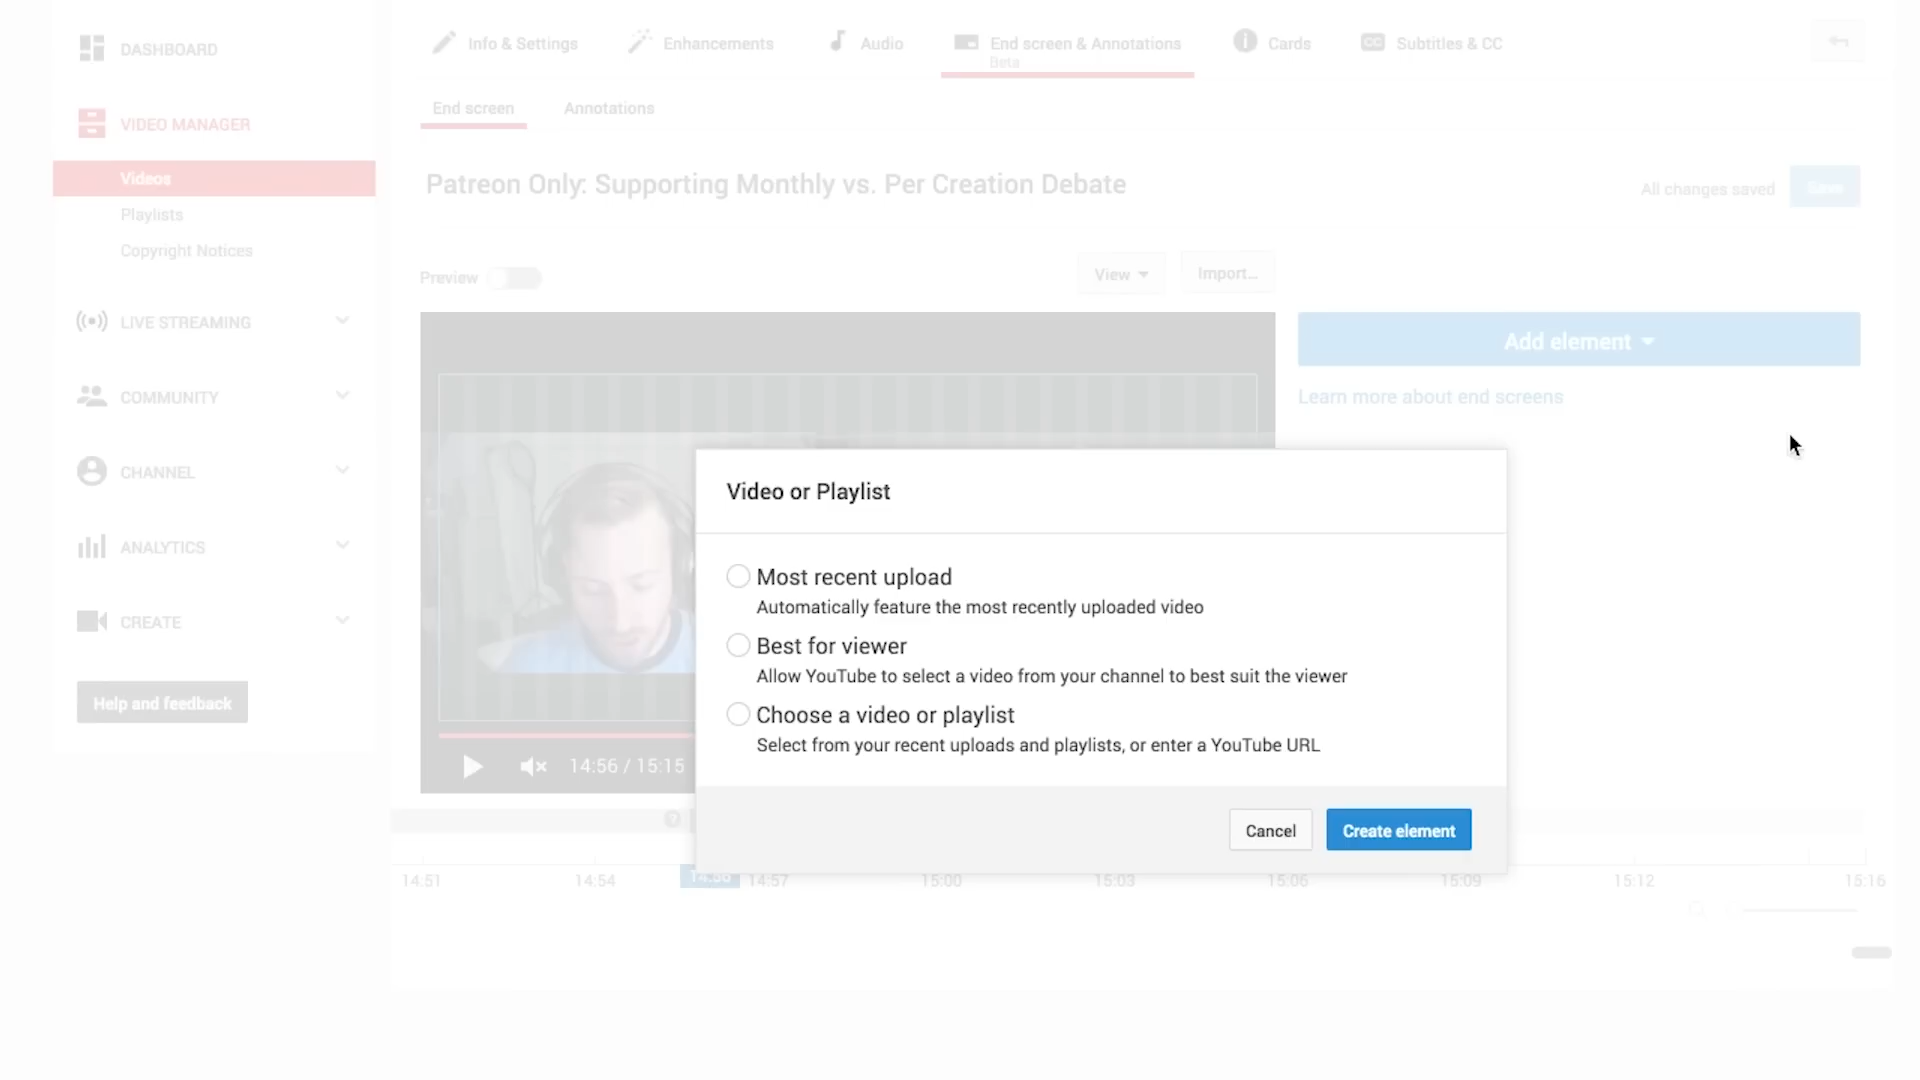 DASHBOARD
VIDEO MANAGER
Videos
Playlists
Copyright Notices
LIVE STREAMING
COMMUNITY
CHANNEL
ANALYTICS
CREATE
Help and feedback
Info & Settings
Enhancements
Audio
End screen & Annotations
Beta
Cards
CC Subtitles & CC
End screen
Annotations
Patreon Only: Supporting Monthly vs. Per Creation Debate
All changes saved
Save
Preview
View
Import...
Add element
Learn more about end screens
Video or Playlist
Most recent upload
Automatically feature the most recently uploaded video
Best for viewer
Allow YouTube to select a video from your channel to best suit the viewer
Choose a video or playlist
Select from your recent uploads and playlists, or enter a YouTube URL
Cancel
Create element
14:56 / 15:15
?
14:51
14:54
14:56
14:57
15:00
15:03
15:06
15:09
15:12
15:16